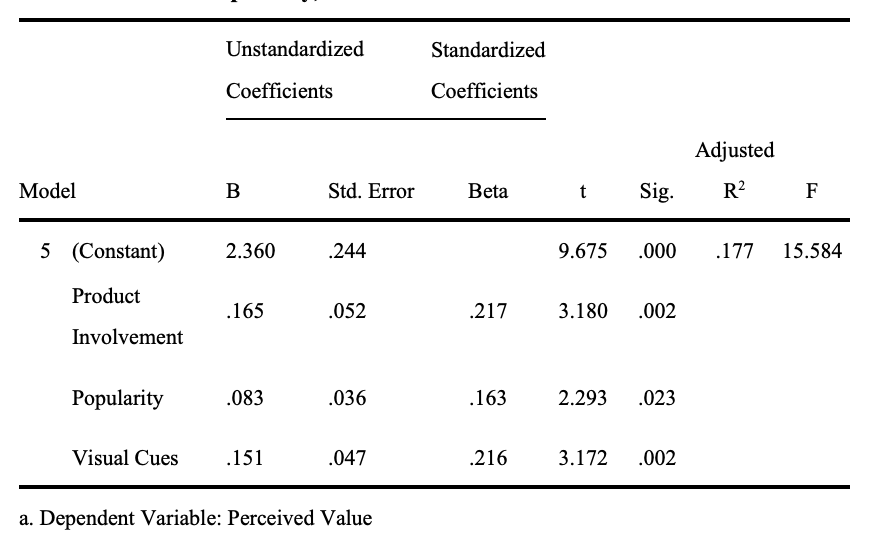 Unstandardized Standardized
Coefficients Coefficients
Adjusted
Model B Std. Error Beta t Sig. R² F
5 (Constant) 2.360 .244 9.675 .000 .177 15.584
Product
Involvement .165 .052 .217 3.180 .002
Popularity .083 .036 .163 2.293 .023
Visual Cues .151 .047 .216 3.172 .002
a. Dependent Variable: Perceived Value